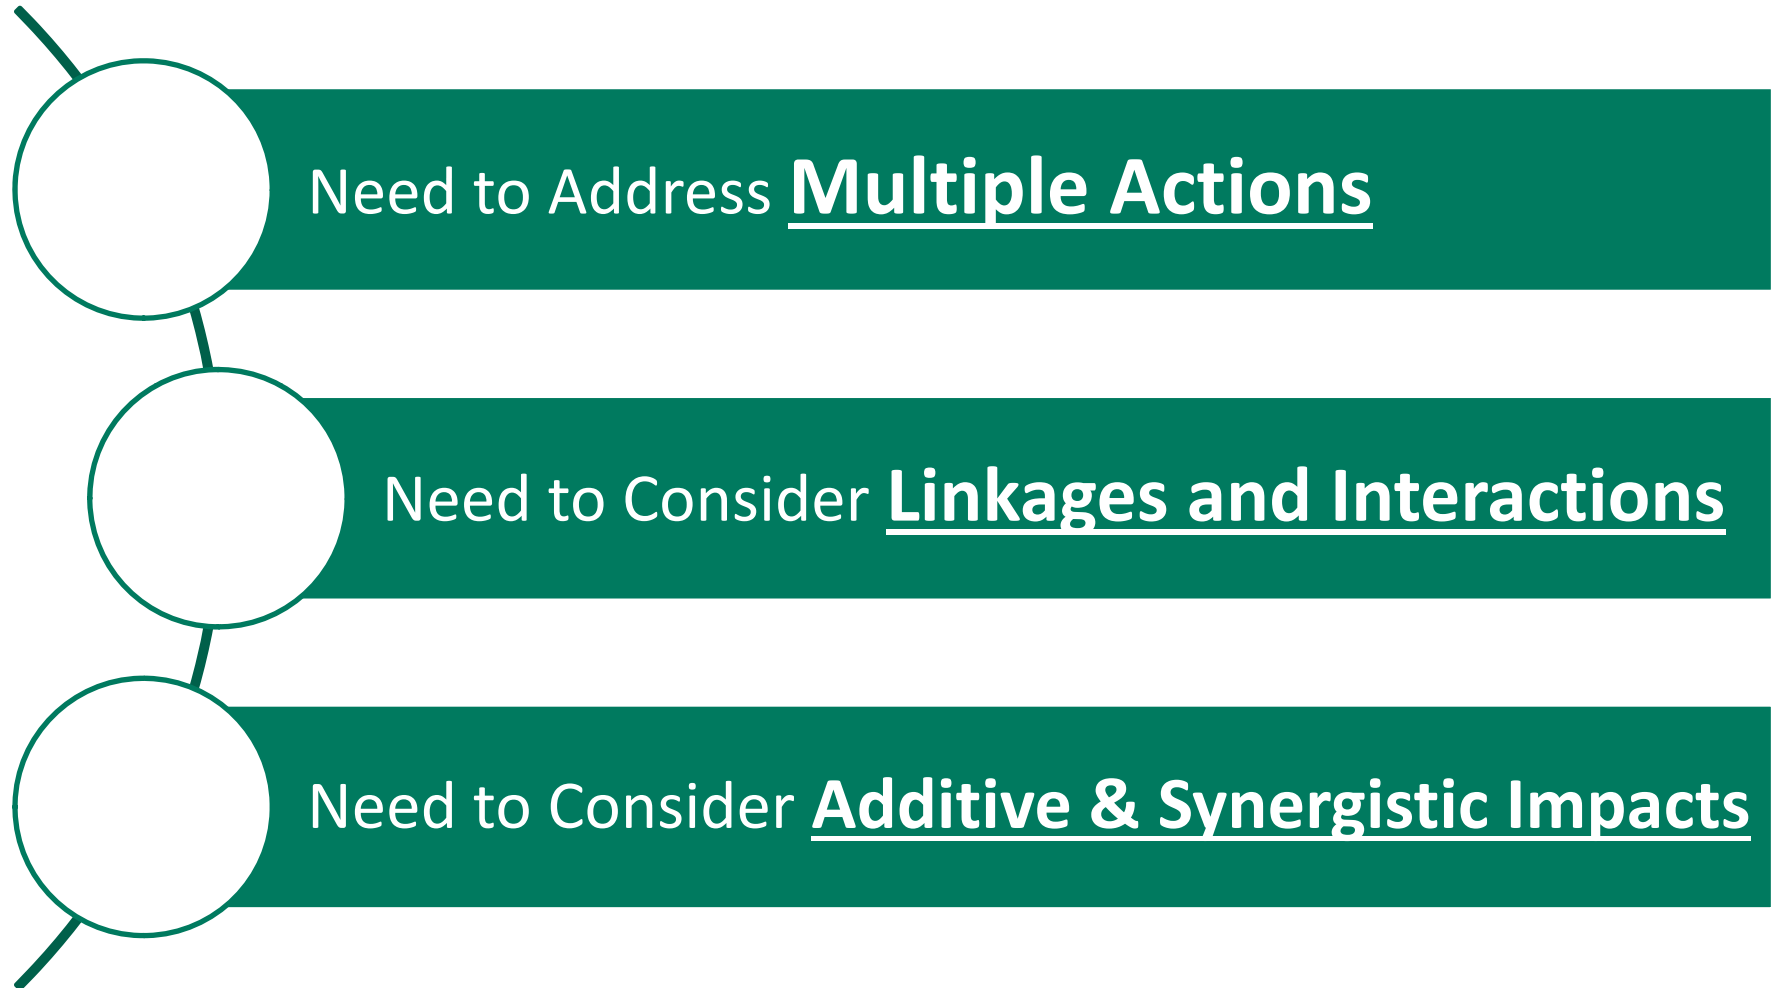 Need to Address Multiple Actions
Need to Consider Linkages and Interactions
Need to Consider Additive & Synergistic Impacts